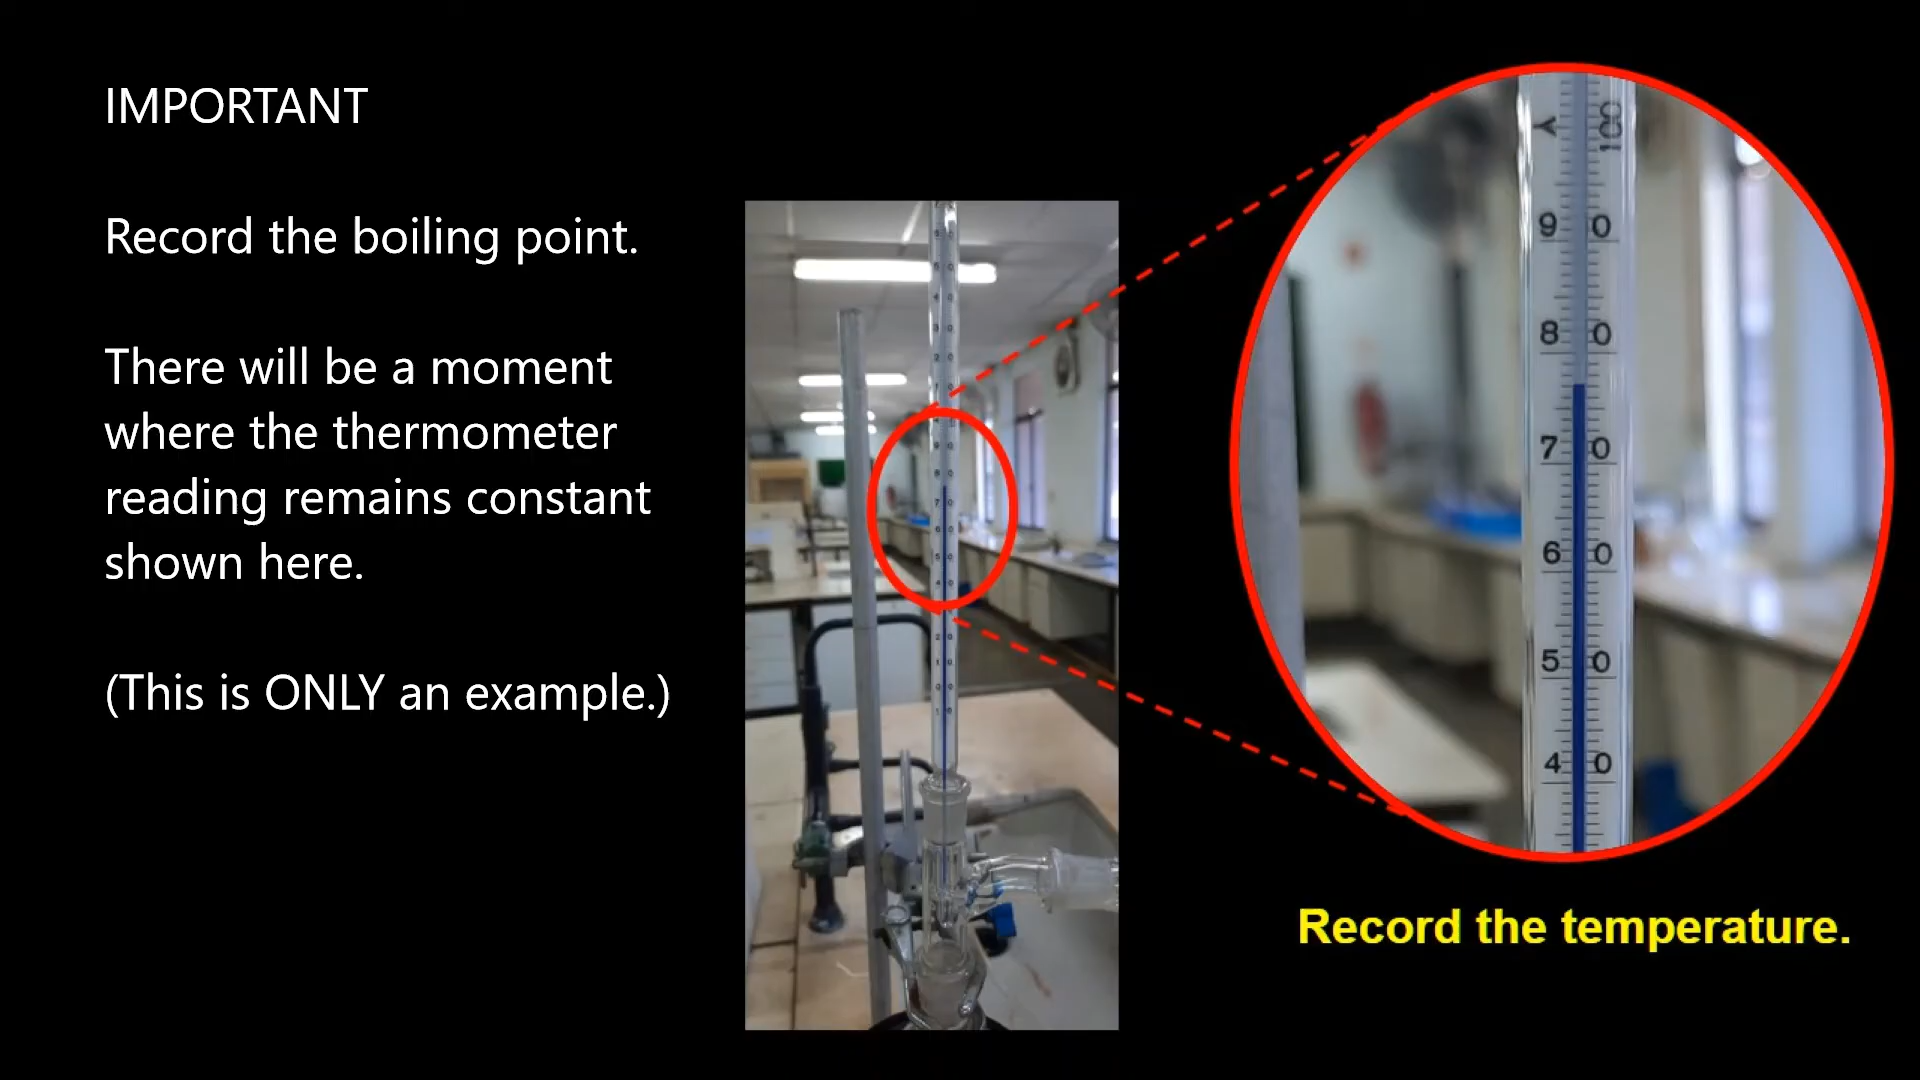 IMPORTANT
Record the boiling point.
There will be a moment
where the thermometer
reading remains constant
shown here.
(This is ONLY an example.)
100
90
80
70
60
50
40
Record the temperature.